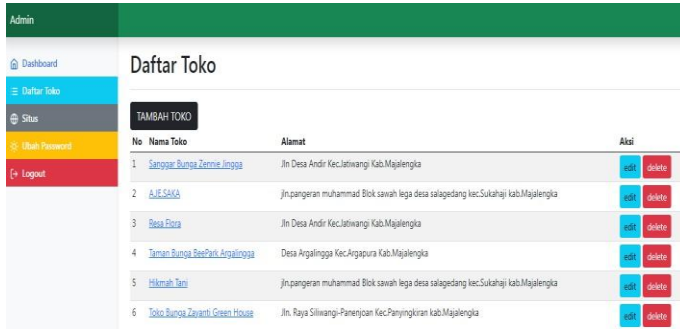 Admin
Dashboard
Daftar Toko
Situs
Ubah Password
Logout
Daftar Toko
TAMBAH TOKO
No Nama Toko Alamat Aksi
1 Sanggar Bunga Zennie Jingga Jln Desa Andir Kec.Jatiwangi Kab.Majalengka edit delete
2 AJE.SAKA jln.pangeran muhammad Blok sawah lega desa salagedang kec.Sukahaji kab.Majalengka edit delete
3 Resa Flora Jln Desa Andir Kec.Jatiwangi Kab.Majalengka edit delete
4 Taman Bunga BeePark Argalingga Desa Argalingga Kec.Argapura Kab.Majalengka edit delete
5 Hikmah Tani jln.pangeran muhammad Blok sawah lega desa salagedang kec.Sukahaji kab.Majalengka edit delete
6 Toko Bunga Zavanti Green House Jln. Raya Siliwangi-Panenjoan Kec.Panyingkiran kab.Majalengka edit delete